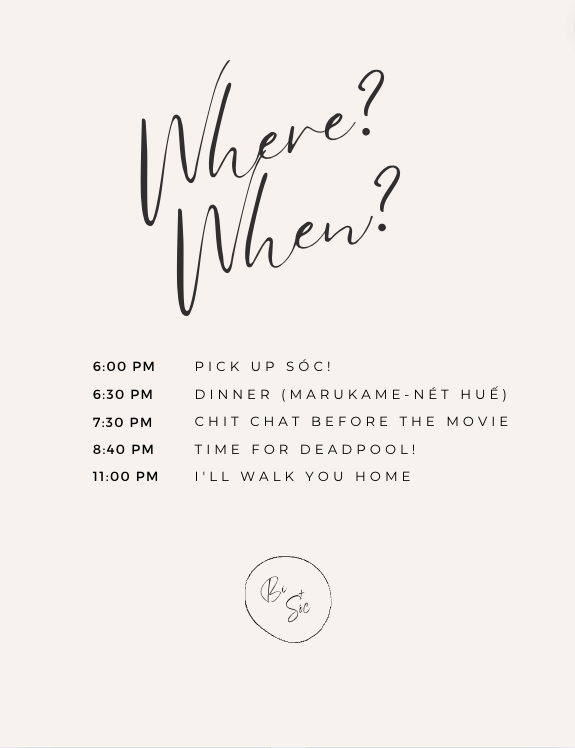 Where?
When?
6:00 PM PICK UP SÓC!
6:30 PM DINNER (MARUKAME-NÉT HUẾ)
7:30 PM CHIT CHAT BEFORE THE MOVIE
8:40 PM TIME FOR DEADPOOL!
11:00 PM I'LL WALK YOU HOME
Bi
+
Sóc